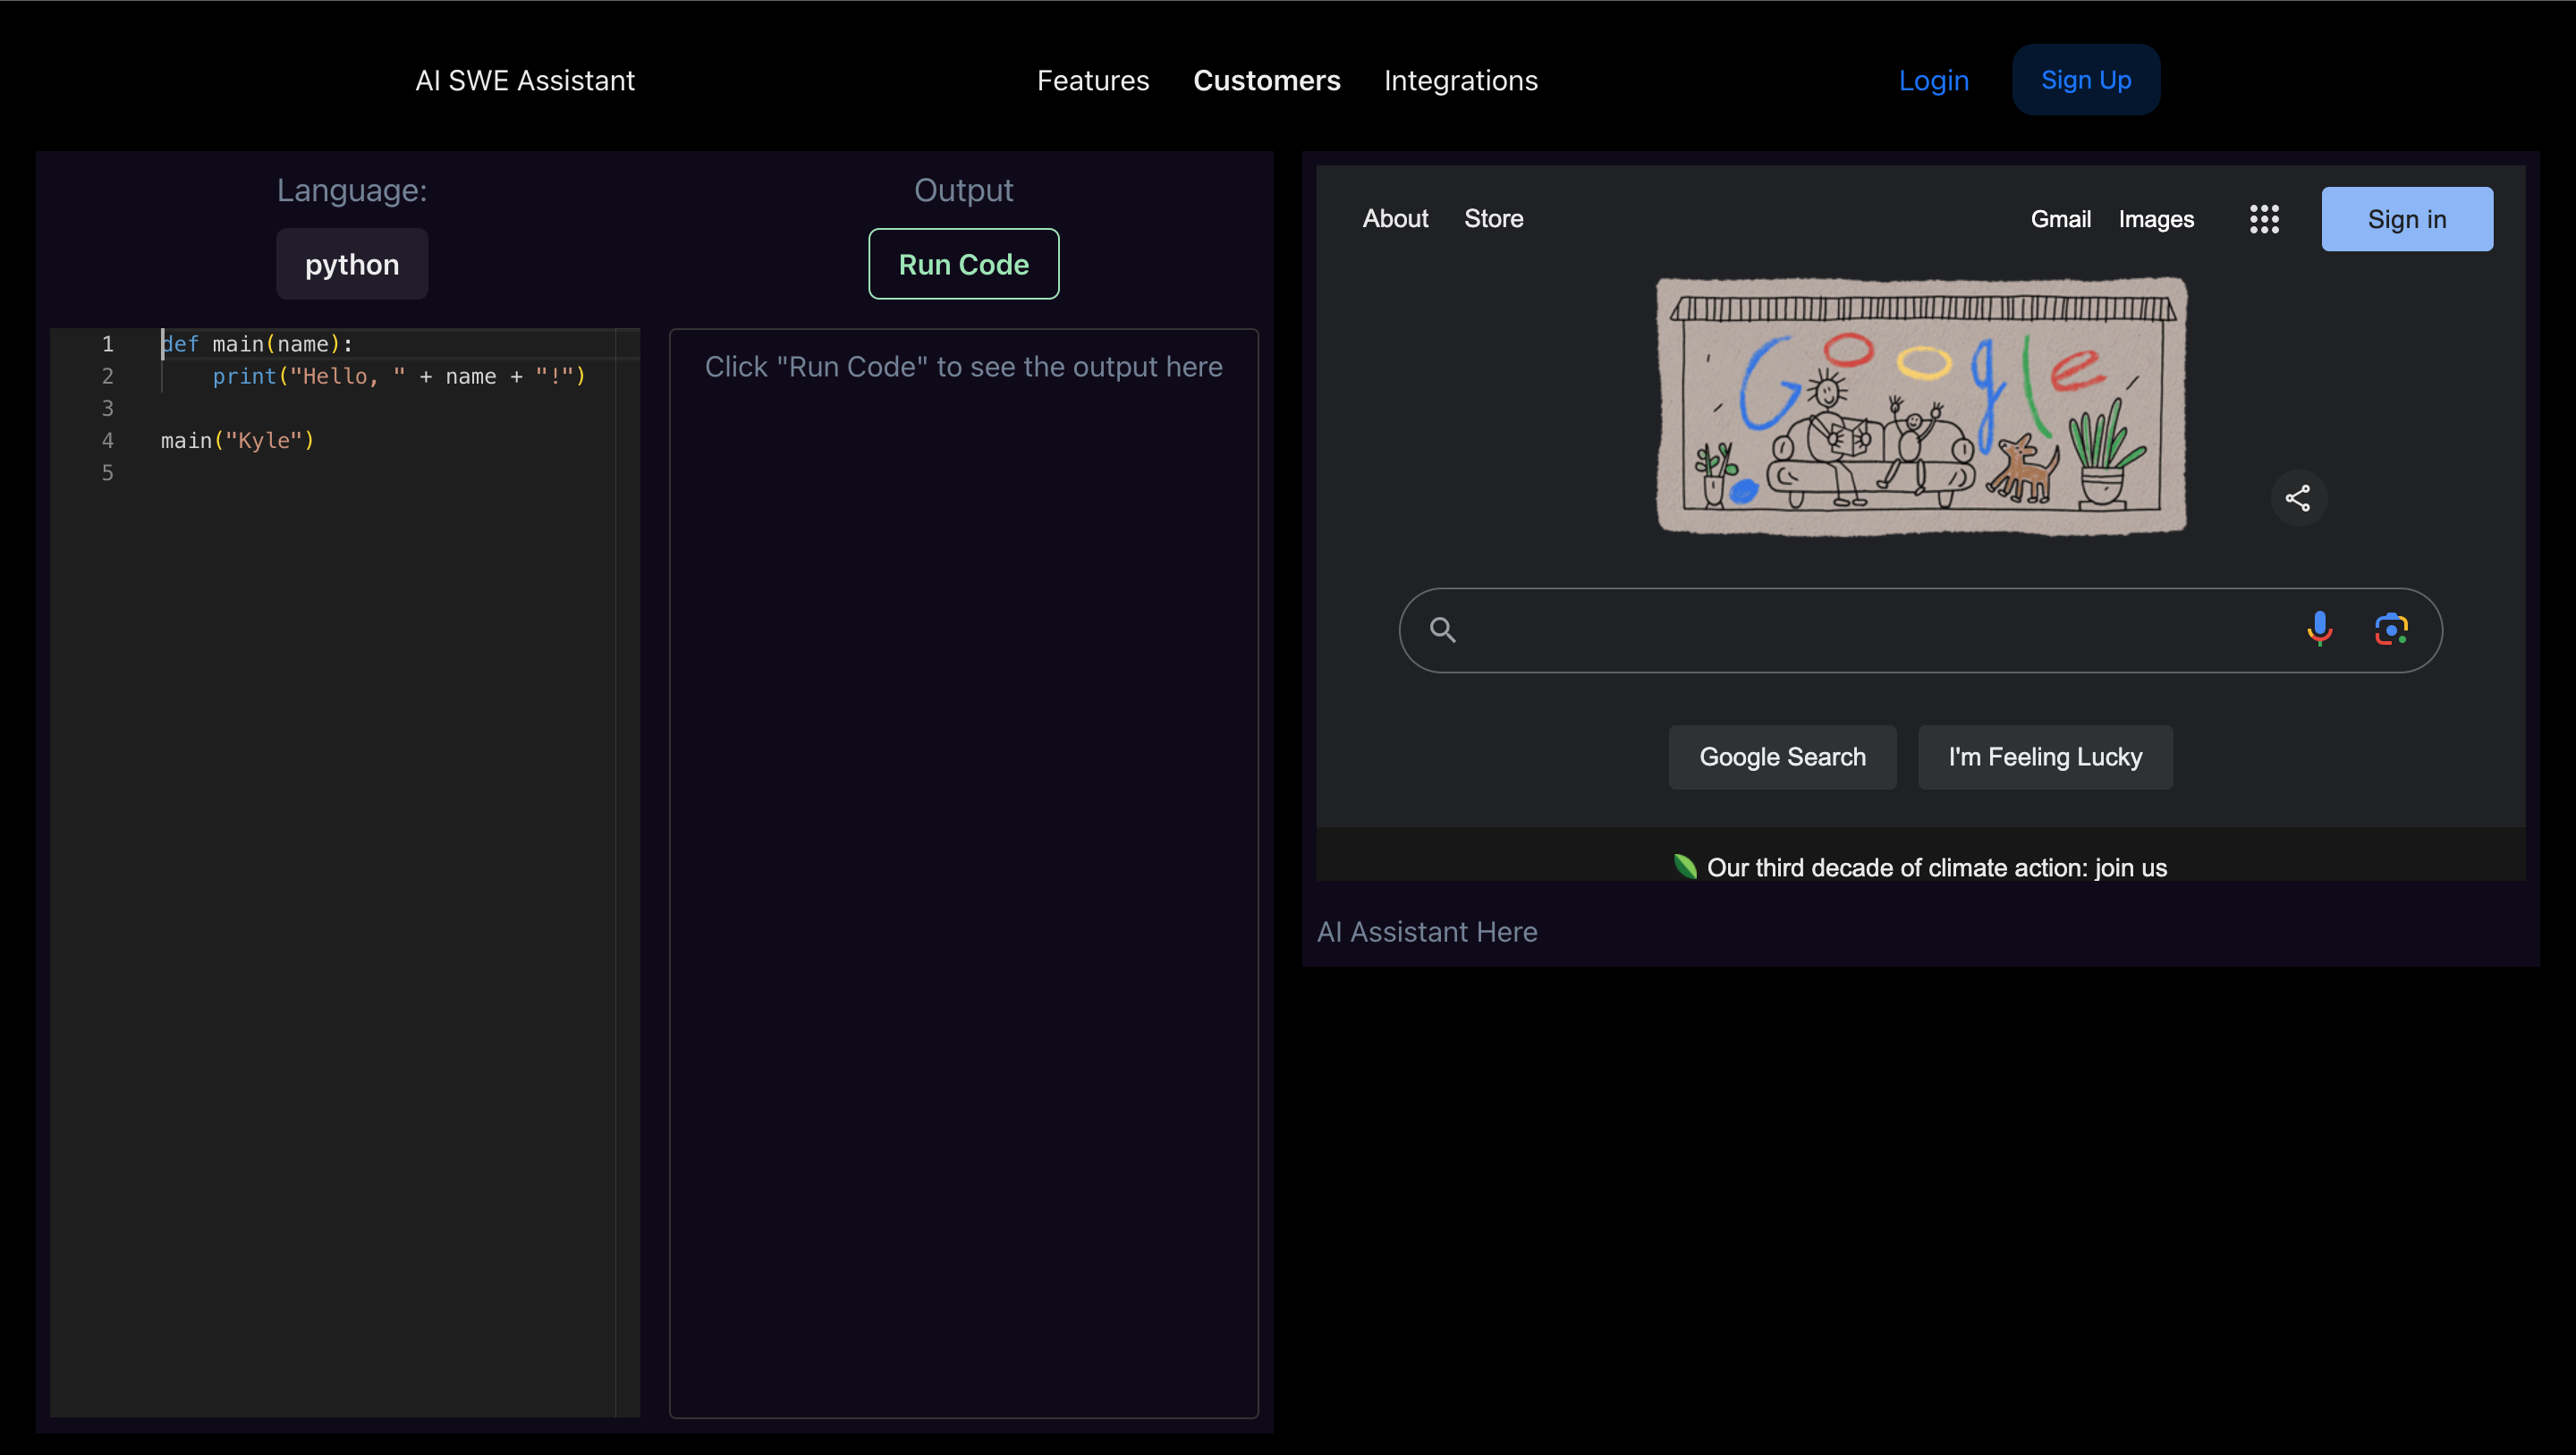 AI SWE Assistant
Features Customers Integrations
Login Sign Up
Language:
python
1 def main(name):
2 print("Hello, " + name + "!")
3
4 main("Kyle")
5
Output
Run Code
Click "Run Code" to see the output here
About Store
Gmail Images
Sign in
Google
Google Search I'm Feeling Lucky
Our third decade of climate action: join us
AI Assistant Here